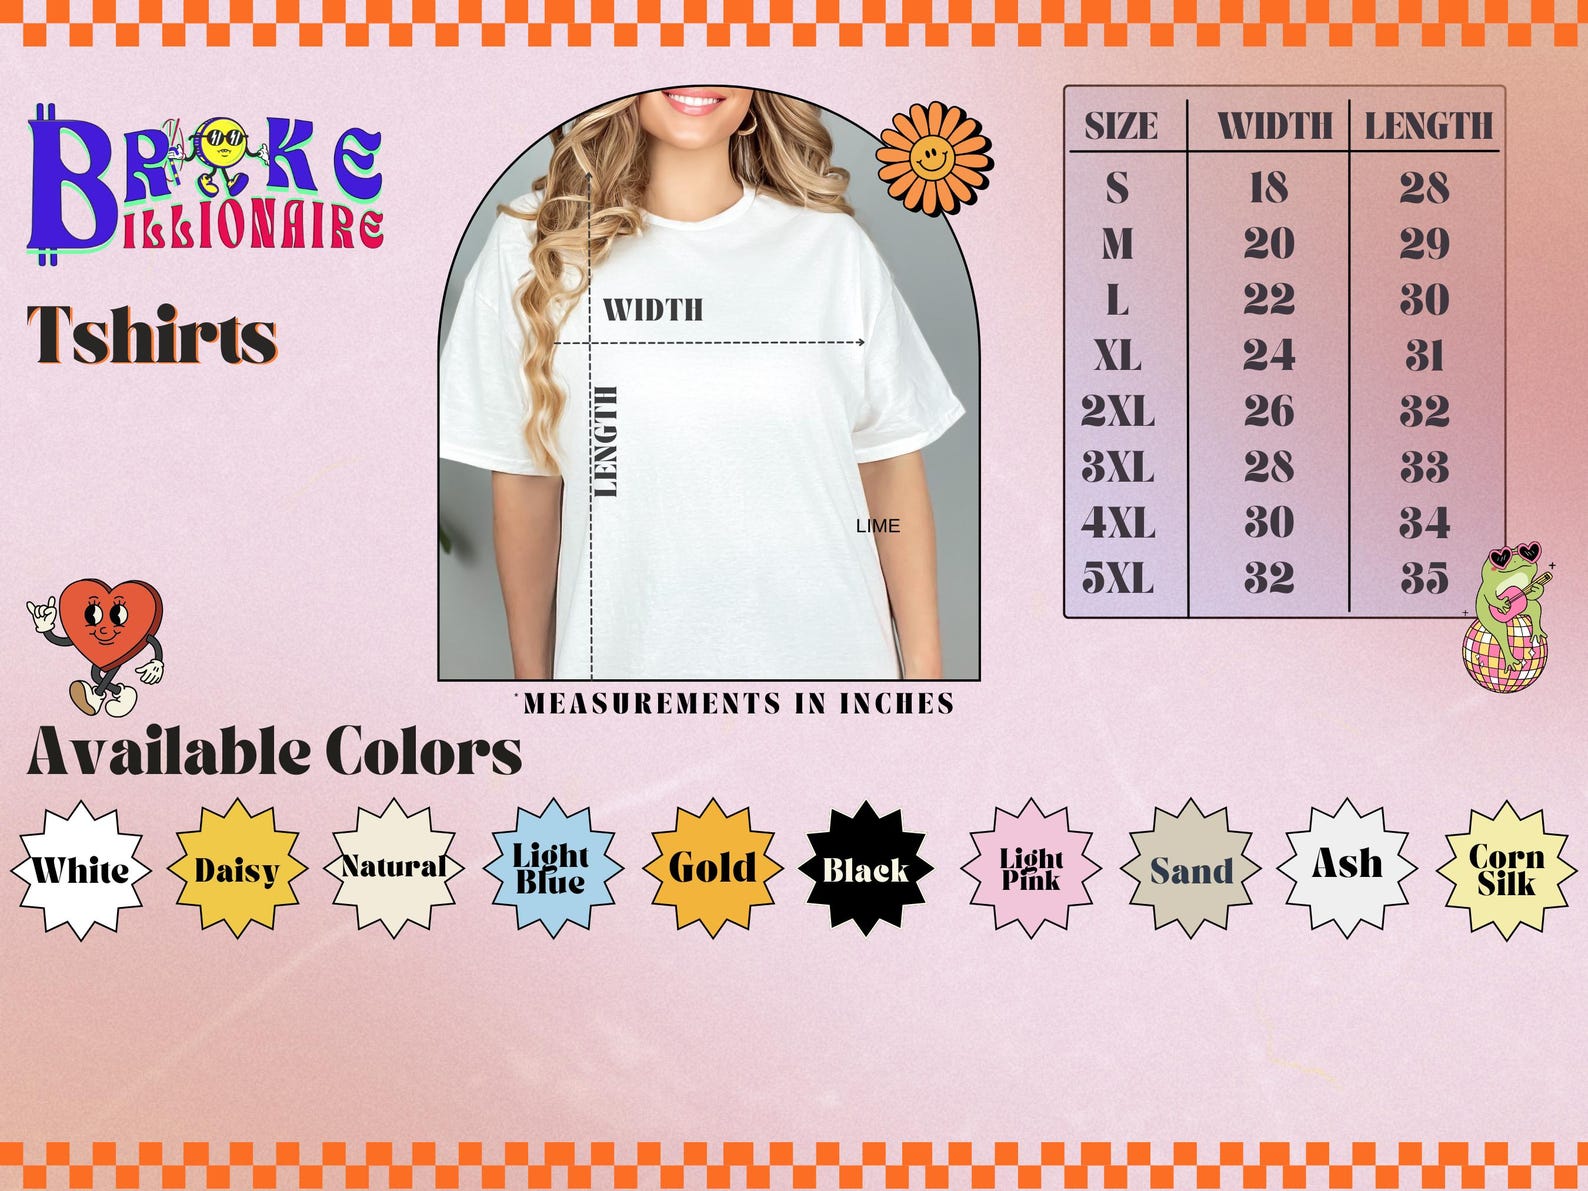 BROKE
BILLIONAIRE
Tshirts
WIDTH
LENGTH
LIME
*MEASUREMENTS IN INCHES
SIZE WIDTH LENGTH
S 18 28
M 20 29
L 22 30
XL 24 31
2XL 26 32
3XL 28 33
4XL 30 34
5XL 32 35
Available Colors
White
Daisy
Natural
Light
Blue
Gold
Black
Light
Pink
Sand
Ash
Corn
Silk